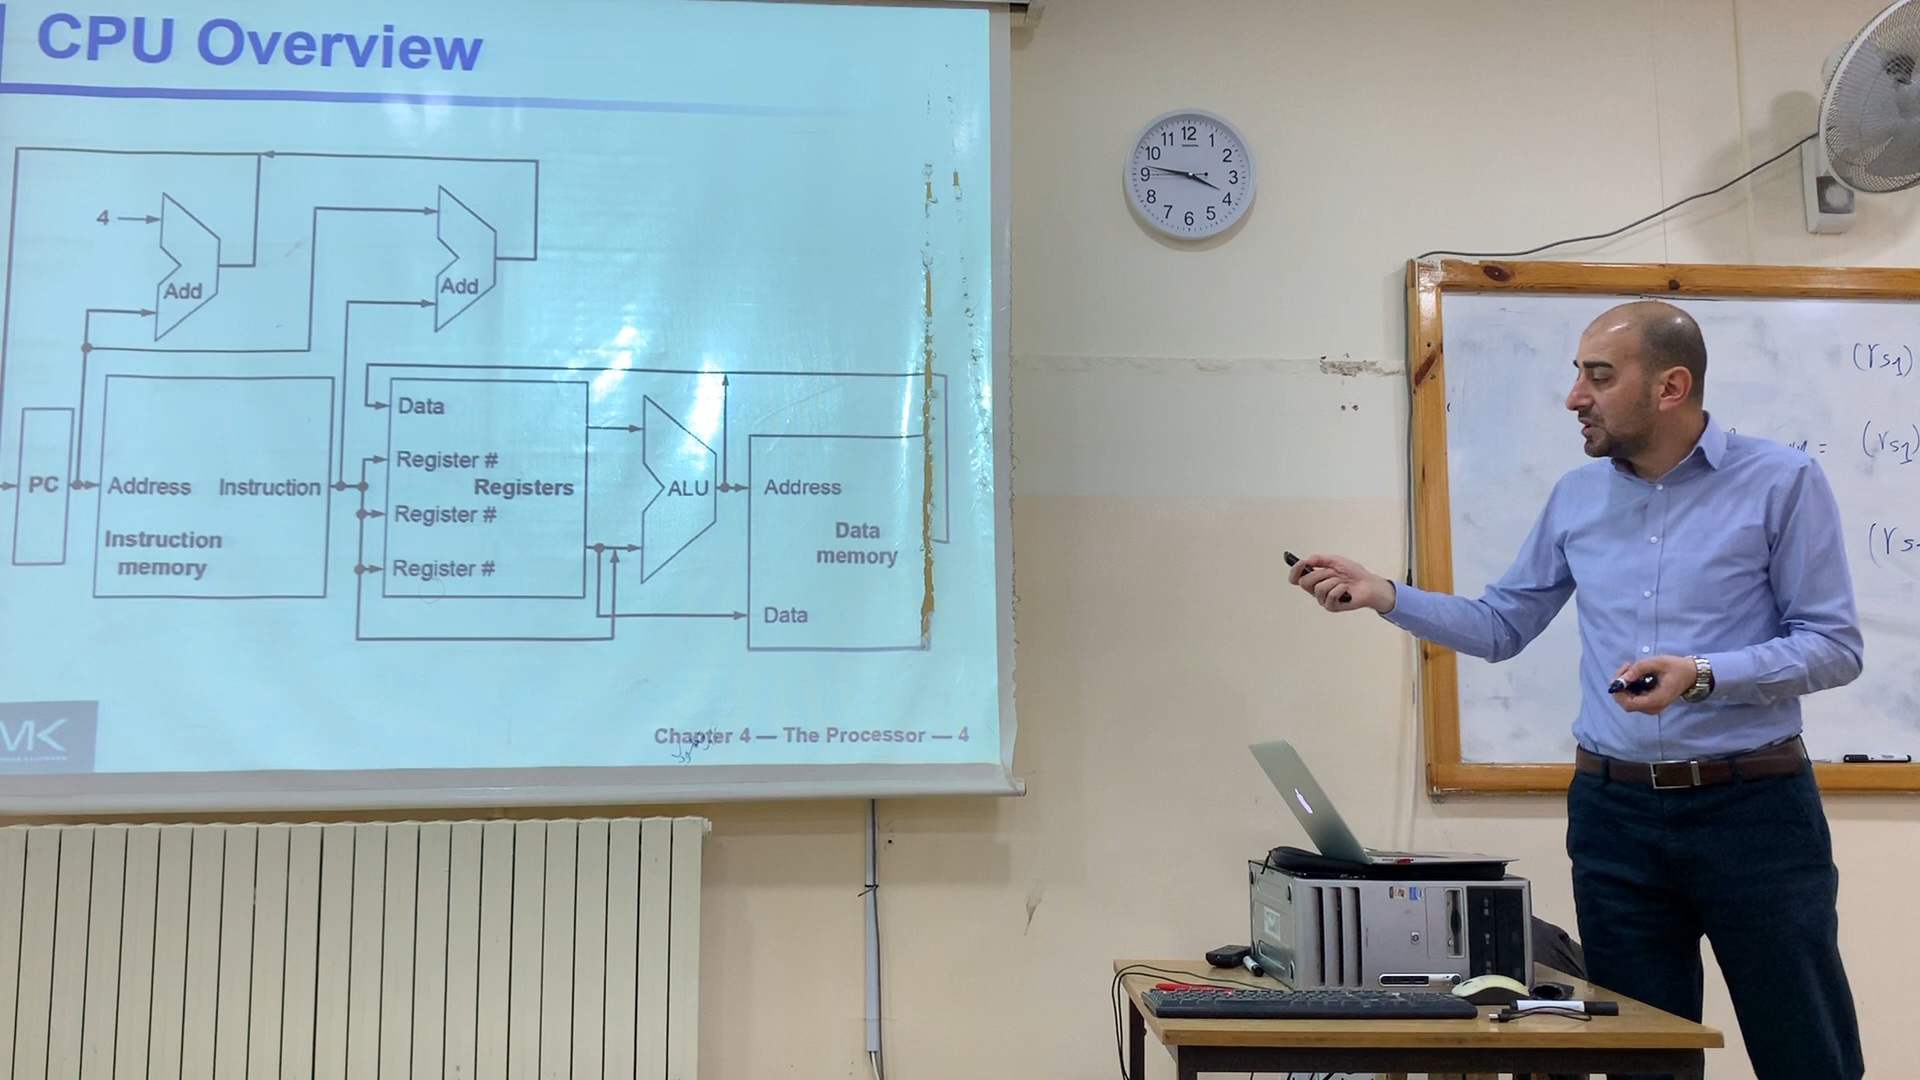 CPU Overview
4
Add
Add
Data
Register #
Registers
Register #
Register #
PC
Address
Instruction
Instruction
memory
ALU
Address
Data
memory
Data
MK
Chapter 4 — The Processor — 4
12
1
2
3
4
5
6
7
8
9
10
11
(rs1)
= (rs1)
(rs
hp